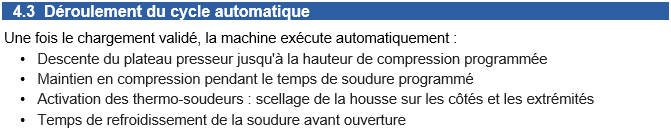 4.3 Déroulement du cycle automatique
Une fois le chargement validé, la machine exécute automatiquement :
• Descente du plateau presseur jusqu'à la hauteur de compression programmée
• Maintien en compression pendant le temps de soudure programmé
• Activation des thermo-soudeurs : scellage de la housse sur les côtés et les extrémités
• Temps de refroidissement de la soudure avant ouverture